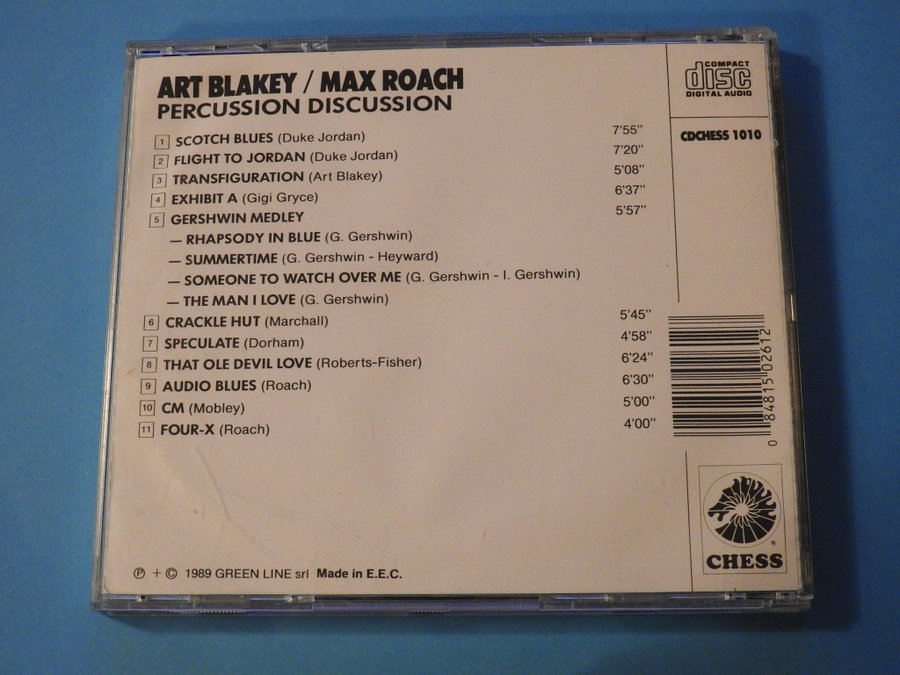 ART BLAKEY / MAX ROACH
PERCUSSION DISCUSSION
1 SCOTCH BLUES (Duke Jordan) 7'55"
2 FLIGHT TO JORDAN (Duke Jordan) 7'20"
3 TRANSFIGURATION (Art Blakey) 5'08"
4 EXHIBIT A (Gigi Gryce) 6'37"
5 GERSHWIN MEDLEY 5'57"
— RHAPSODY IN BLUE (G. Gershwin)
— SUMMERTIME (G. Gershwin - Heyward)
— SOMEONE TO WATCH OVER ME (G. Gershwin - I. Gershwin)
— THE MAN I LOVE (G. Gershwin)
6 CRACKLE HUT (Marchall) 5'45"
7 SPECULATE (Dorham) 4'58"
8 THAT OLE DEVIL LOVE (Roberts-Fisher) 6'24"
9 AUDIO BLUES (Roach) 6'30"
10 CM (Mobley) 5'00"
11 FOUR-X (Roach) 4'00"
℗ + © 1989 GREEN LINE srl Made in E.E.C.
COMPACT
disc
DIGITAL AUDIO
CDCHESS 1010
0 84815 02612
CHESS ®